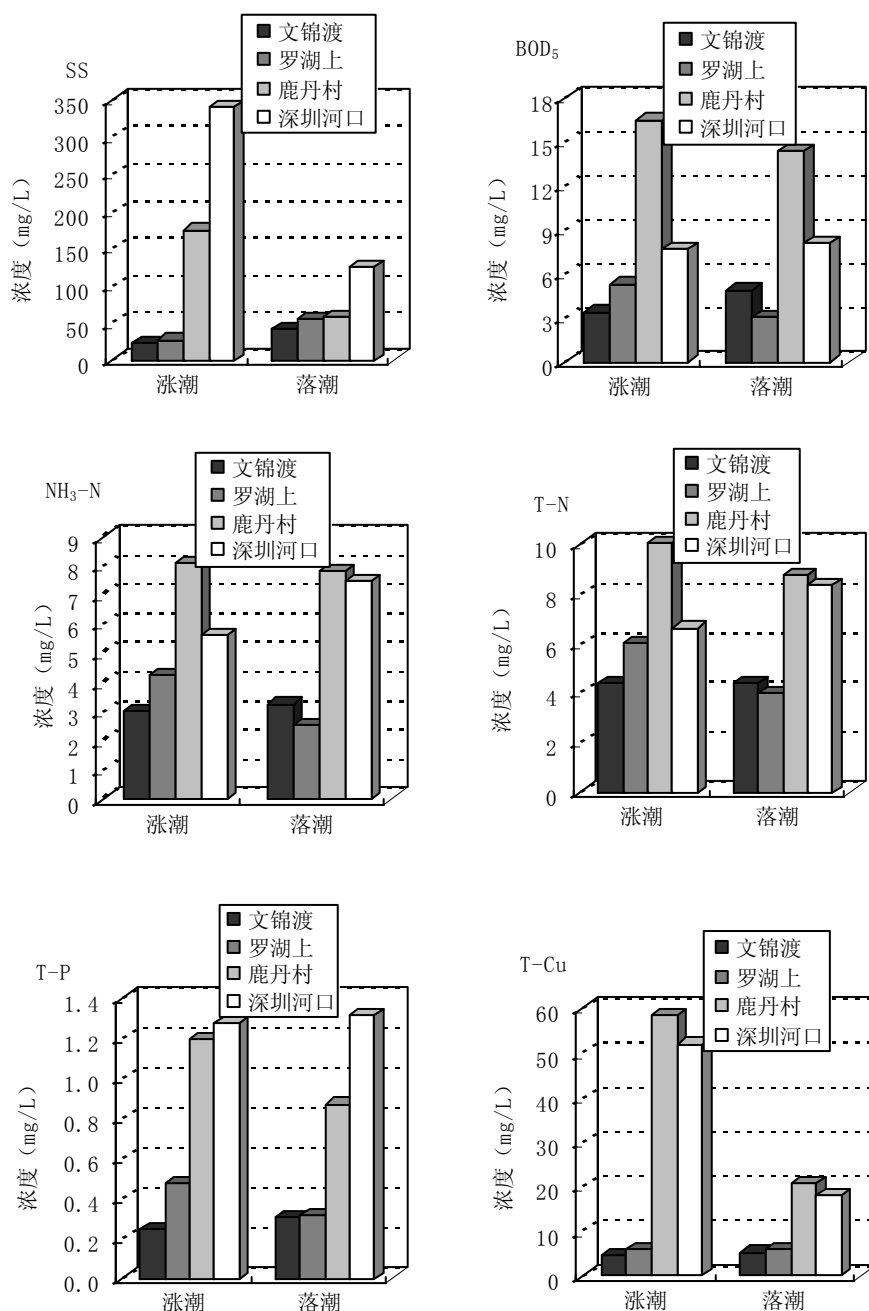 SS
文锦渡
罗湖上
鹿丹村
深圳河口
浓度（mg/L）
350
300
250
200
150
100
50
0
涨潮
落潮
BOD₅
文锦渡
罗湖上
鹿丹村
深圳河口
浓度（mg/L）
18
15
12
9
6
3
0
涨潮
落潮
NH₃-N
文锦渡
罗湖上
鹿丹村
深圳河口
浓度（mg/L）
9
8
7
6
5
4
3
2
1
0
涨潮
落潮
T-N
文锦渡
罗湖上
鹿丹村
深圳河口
浓度（mg/L）
10
8
6
4
2
0
涨潮
落潮
T-P
文锦渡
罗湖上
鹿丹村
深圳河口
浓度（mg/L）
1.4
1.2
1.0
0.8
0.6
0.4
0.2
0.0
涨潮
落潮
T-Cu
文锦渡
罗湖上
鹿丹村
深圳河口
浓度（mg/L）
60
50
40
30
20
10
0
涨潮
落潮